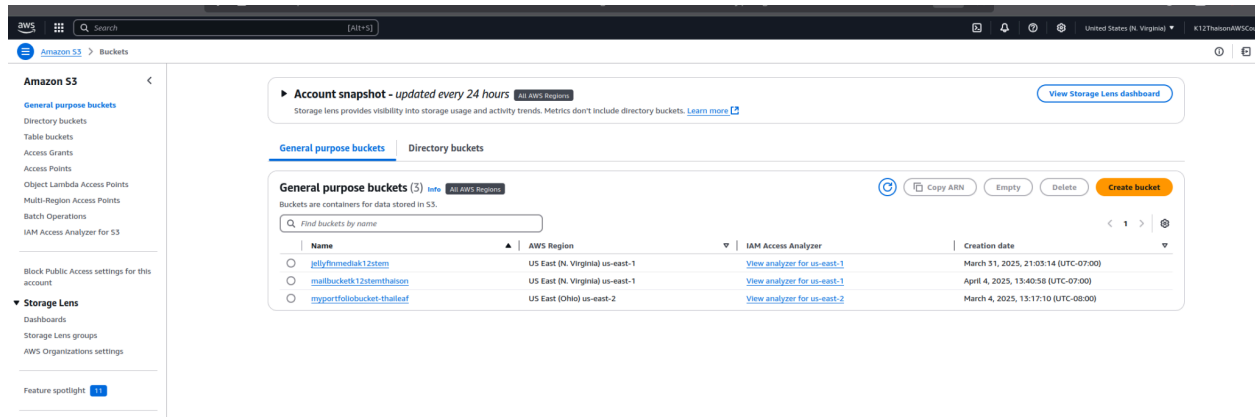 aws Search [Alt+S] United States (N. Virginia) ▼ K12ThaisonAWSCou
Amazon S3 > Buckets
Amazon S3
General purpose buckets
Directory buckets
Table buckets
Access Grants
Access Points
Object Lambda Access Points
Multi-Region Access Points
Batch Operations
IAM Access Analyzer for S3
Block Public Access settings for this
account
▼ Storage Lens
Dashboards
Storage Lens groups
AWS Organizations settings
Feature spotlight 11
▶ Account snapshot - updated every 24 hours All AWS Regions View Storage Lens dashboard
Storage lens provides visibility into storage usage and activity trends. Metrics don't include directory buckets. Learn more
General purpose buckets Directory buckets
General purpose buckets (3) Info All AWS Regions Copy ARN Empty Delete Create bucket
Buckets are containers for data stored in S3.
Find buckets by name < 1 >
Name ▲ AWS Region IAM Access Analyzer Creation date
jellyfinmediak12stem US East (N. Virginia) us-east-1 View analyzer for us-east-1 March 31, 2025, 21:03:14 (UTC-07:00)
mailbucketk12stemthaison US East (N. Virginia) us-east-1 View analyzer for us-east-1 April 4, 2025, 13:40:58 (UTC-07:00)
myportfoliobucket-thaileaf US East (Ohio) us-east-2 View analyzer for us-east-2 March 4, 2025, 13:17:10 (UTC-08:00)